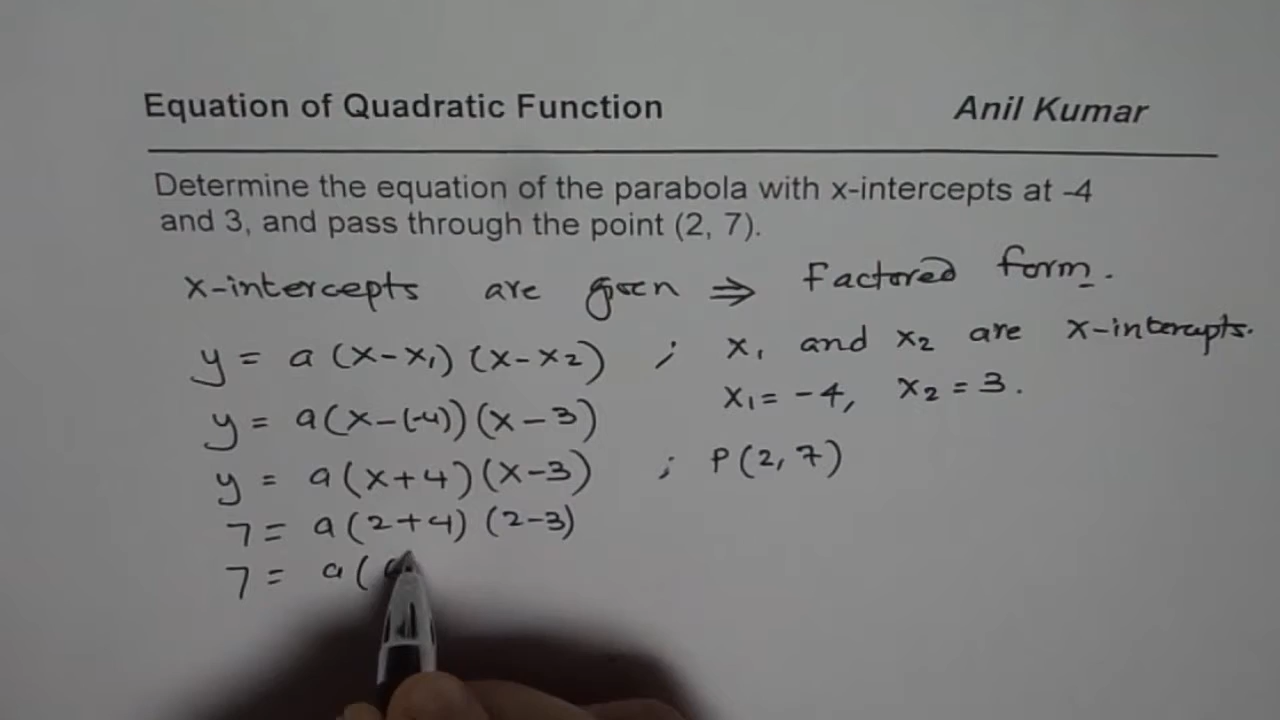 Equation of Quadratic Function Anil Kumar
Determine the equation of the parabola with x-intercepts at -4
and 3, and pass through the point (2, 7).
x-intercepts are given ⇒ Factored form.
y = a (x-x₁) (x-x₂) ; x₁ and x₂ are x-intercepts.
y = a(x-(-4))(x-3) x₁= -4, x₂ = 3.
y = a(x+4)(x-3) ; P(2,7)
7 = a(2+4) (2-3)
7 = a(